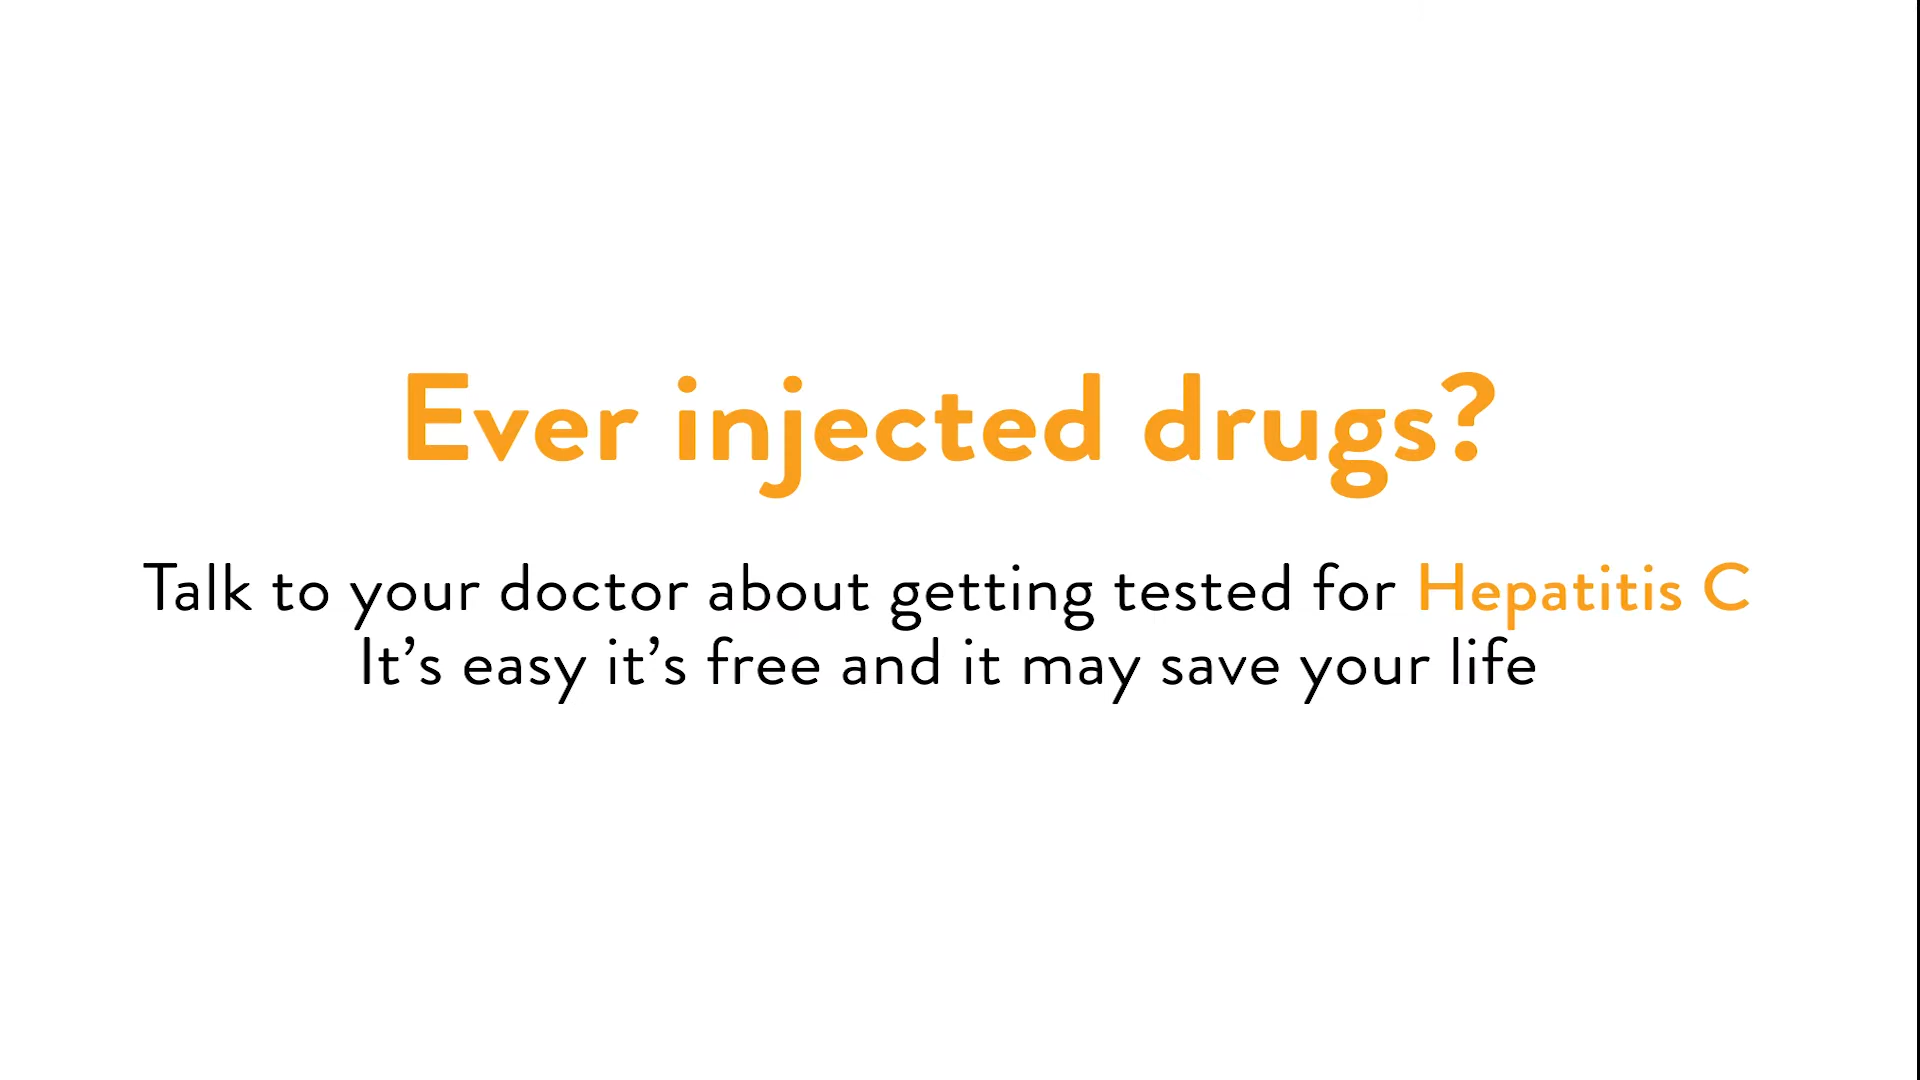 Ever injected drugs?
Talk to your doctor about getting tested for Hepatitis C
It’s easy it’s free and it may save your life